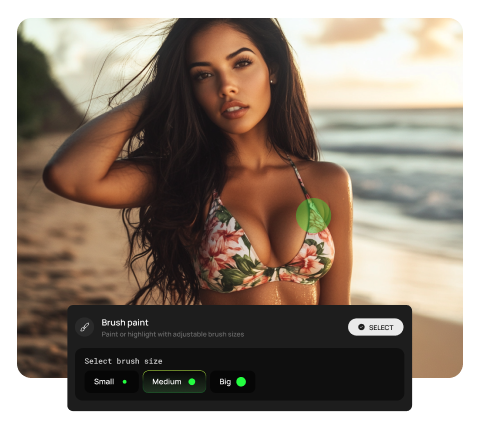 Brush paint
Paint or highlight with adjustable brush sizes
SELECT
Select brush size
Small
Medium
Big